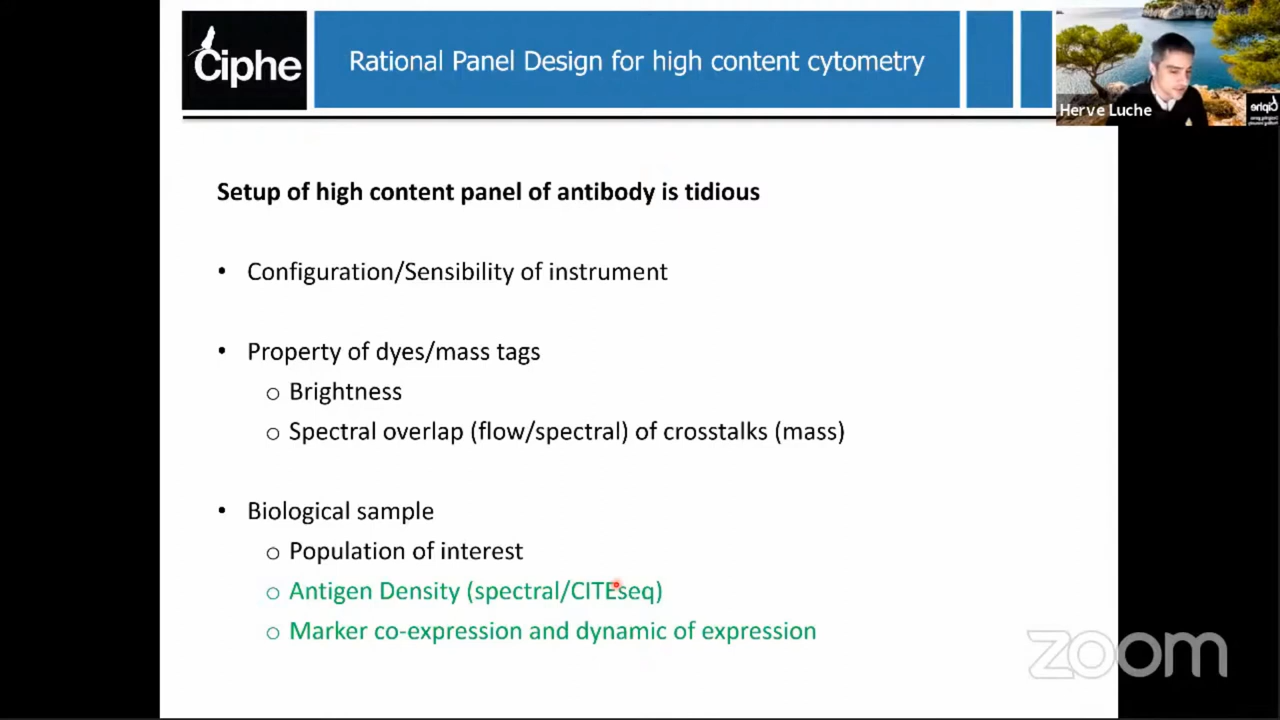 Ciphe
Rational Panel Design for high content cytometry
Herve Luche
Ciphe
Setup of high content panel of antibody is tidious
• Configuration/Sensibility of instrument
• Property of dyes/mass tags
o Brightness
o Spectral overlap (flow/spectral) of crosstalks (mass)
• Biological sample
o Population of interest
o Antigen Density (spectral/CITEseq)
o Marker co-expression and dynamic of expression
zoom